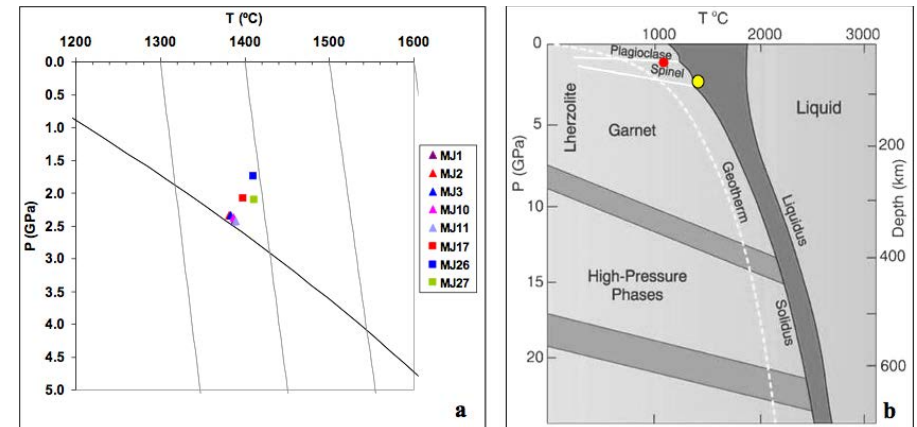 T (ºC)
1200 1300 1400 1500 1600
0.0
0.5
1.0
1.5
2.0
2.5
3.0
3.5
4.0
4.5
5.0
P (GPa)
MJ1
MJ2
MJ3
MJ10
MJ11
MJ17
MJ26
MJ27
a
T °C
1000 2000 3000
0
5
10
15
20
P (GPa)
Plagioclase
Spinel
Lherzolite
Garnet
Geotherm
Liquidus
Solidus
Liquid
High-Pressure
Phases
200
400
600
Depth (km)
b